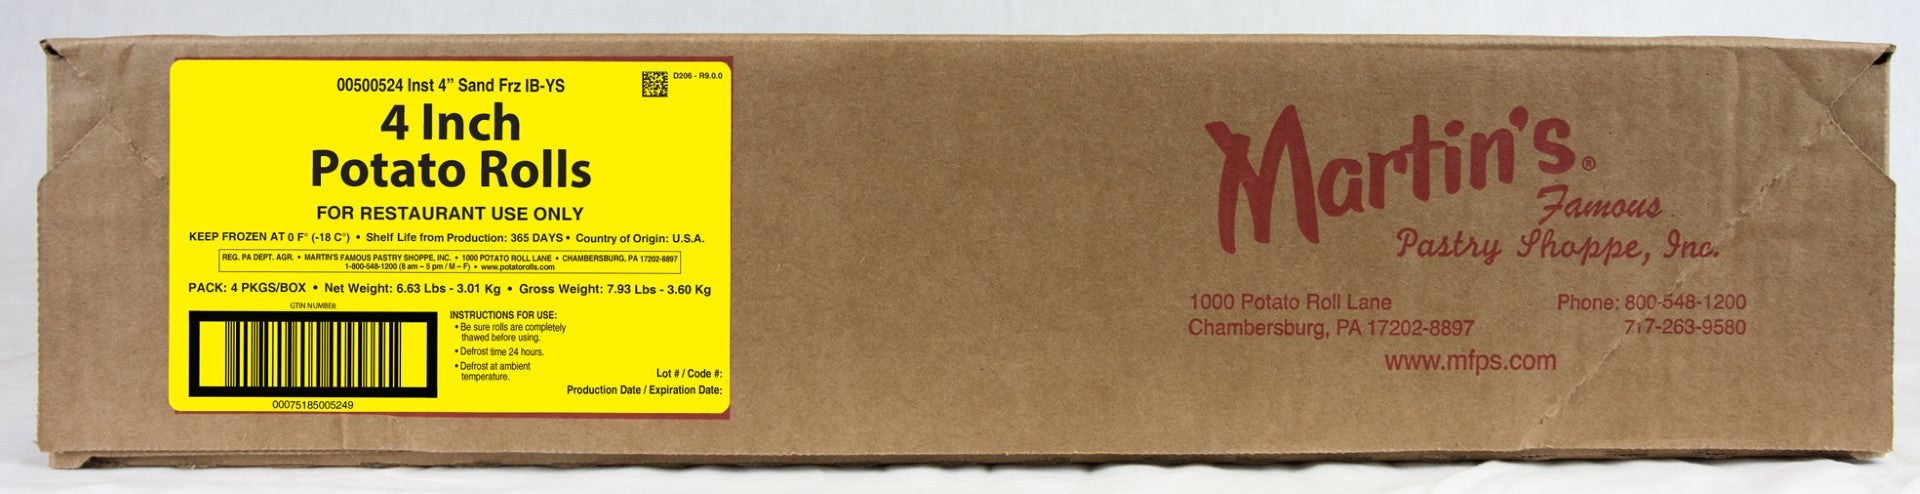 00500524 Inst 4” Sand Frz IB-YS
D206 - R9.0.0
4 Inch
Potato Rolls
FOR RESTAURANT USE ONLY
KEEP FROZEN AT 0 F° (-18 C°) • Shelf Life from Production: 365 DAYS • Country of Origin: U.S.A.
REG. PA DEPT. AGR. • MARTIN'S FAMOUS PASTRY SHOPPE, INC. • 1000 POTATO ROLL LANE • CHAMBERSBURG, PA 17202-8897
1-800-548-1200 (8 am – 5 pm / M – F) • www.potatorolls.com
PACK: 4 PKGS/BOX • Net Weight: 6.63 Lbs - 3.01 Kg • Gross Weight: 7.93 Lbs - 3.60 Kg
GTIN NUMBER
00075185005249
INSTRUCTIONS FOR USE:
• Be sure rolls are completely
thawed before using.
• Defrost time 24 hours.
• Defrost at ambient
temperature.
Lot # / Code #:
Production Date / Expiration Date:
Martin's®
Famous
Pastry Shoppe, Inc.
1000 Potato Roll Lane
Chambersburg, PA 17202-8897
Phone: 800-548-1200
717-263-9580
www.mfps.com